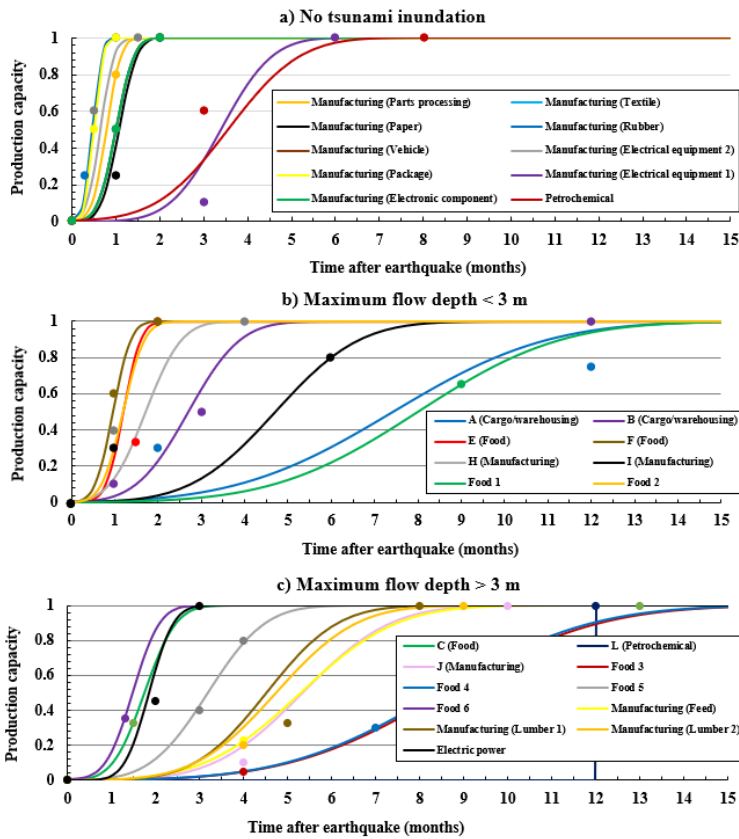 a) No tsunami inundation
Production capacity
1
0.8
0.6
0.4
0.2
0
Manufacturing (Parts processing)
Manufacturing (Textile)
Manufacturing (Paper)
Manufacturing (Rubber)
Manufacturing (Vehicle)
Manufacturing (Electrical equipment 2)
Manufacturing (Package)
Manufacturing (Electrical equipment 1)
Manufacturing (Electronic component)
Petrochemical
0 1 2 3 4 5 6 7 8 9 10 11 12 13 14 15
Time after earthquake (months)
b) Maximum flow depth < 3 m
Production capacity
1
0.8
0.6
0.4
0.2
0
A (Cargo/warehousing)
B (Cargo/warehousing)
E (Food)
F (Food)
H (Manufacturing)
I (Manufacturing)
Food 1
Food 2
0 1 2 3 4 5 6 7 8 9 10 11 12 13 14 15
Time after earthquake (months)
c) Maximum flow depth > 3 m
Production capacity
1
0.8
0.6
0.4
0.2
0
C (Food)
L (Petrochemical)
J (Manufacturing)
Food 3
Food 4
Food 5
Food 6
Manufacturing (Feed)
Manufacturing (Lumber 1)
Manufacturing (Lumber 2)
Electric power
0 1 2 3 4 5 6 7 8 9 10 11 12 13 14 15
Time after earthquake (months)